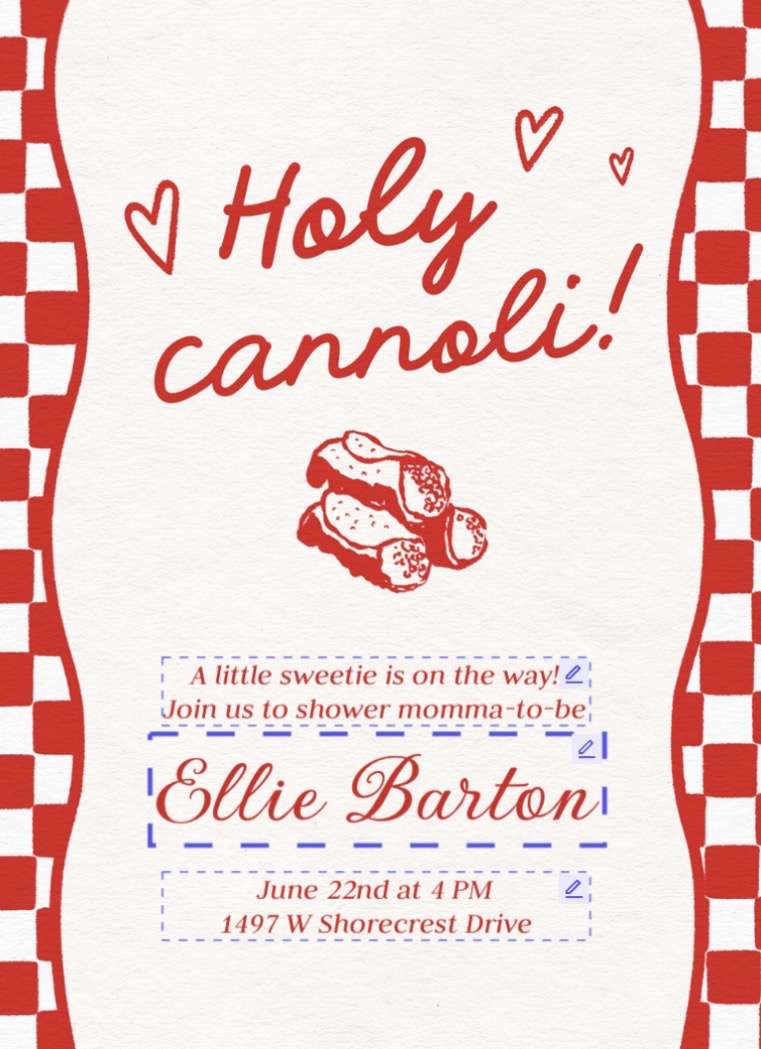 Holy
cannoli!
A little sweetie is on the way!
Join us to shower momma-to-be
Ellie Barton
June 22nd at 4 PM
1497 W Shorecrest Drive